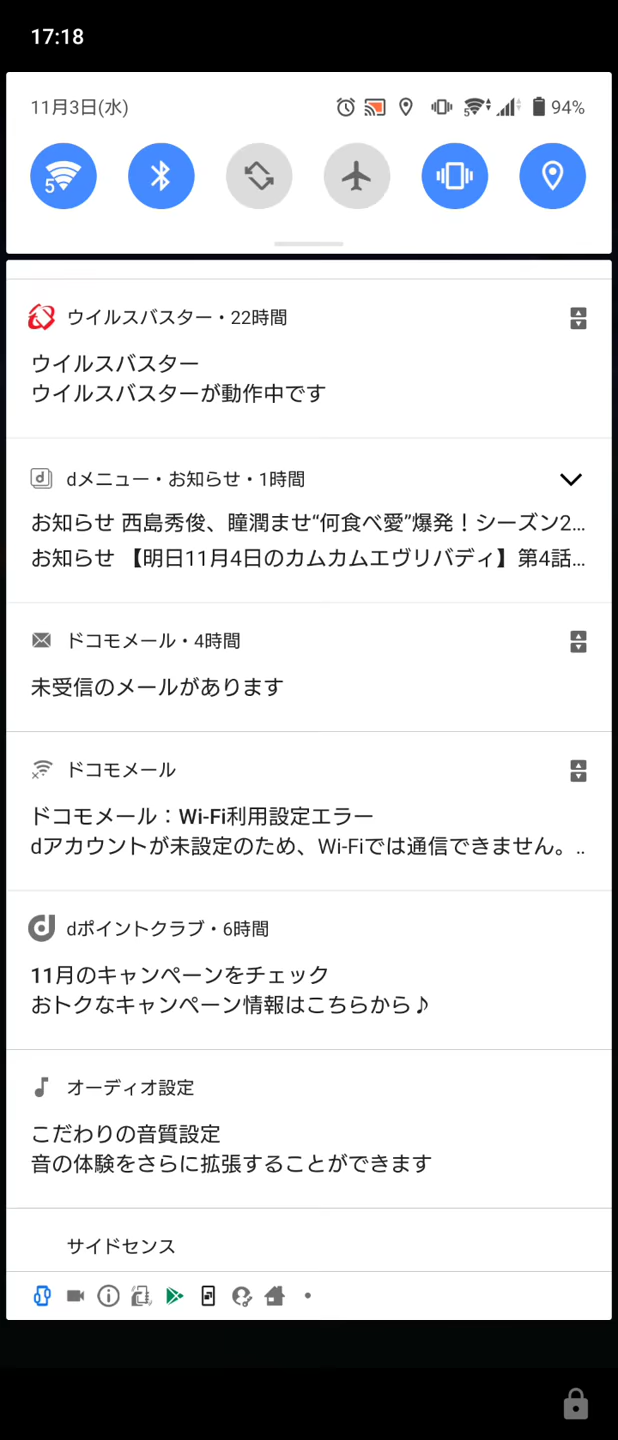 17:18
11月3日(水)
94%
5
5
ウイルスバスター・22時間
ウイルスバスター
ウイルスバスターが動作中です
dメニュー・お知らせ・1時間
お知らせ 西島秀俊、瞳潤ませ“何食べ愛”爆発！シーズン2...
お知らせ 【明日11月4日のカムカムエヴリバディ】第4話...
ドコモメール・4時間
未受信のメールがあります
ドコモメール
ドコモメール：Wi-Fi利用設定エラー
dアカウントが未設定のため、Wi-Fiでは通信できません。..
dポイントクラブ・6時間
11月のキャンペーンをチェック
おトクなキャンペーン情報はこちらから♪
オーディオ設定
こだわりの音質設定
音の体験をさらに拡張することができます
サイドセンス